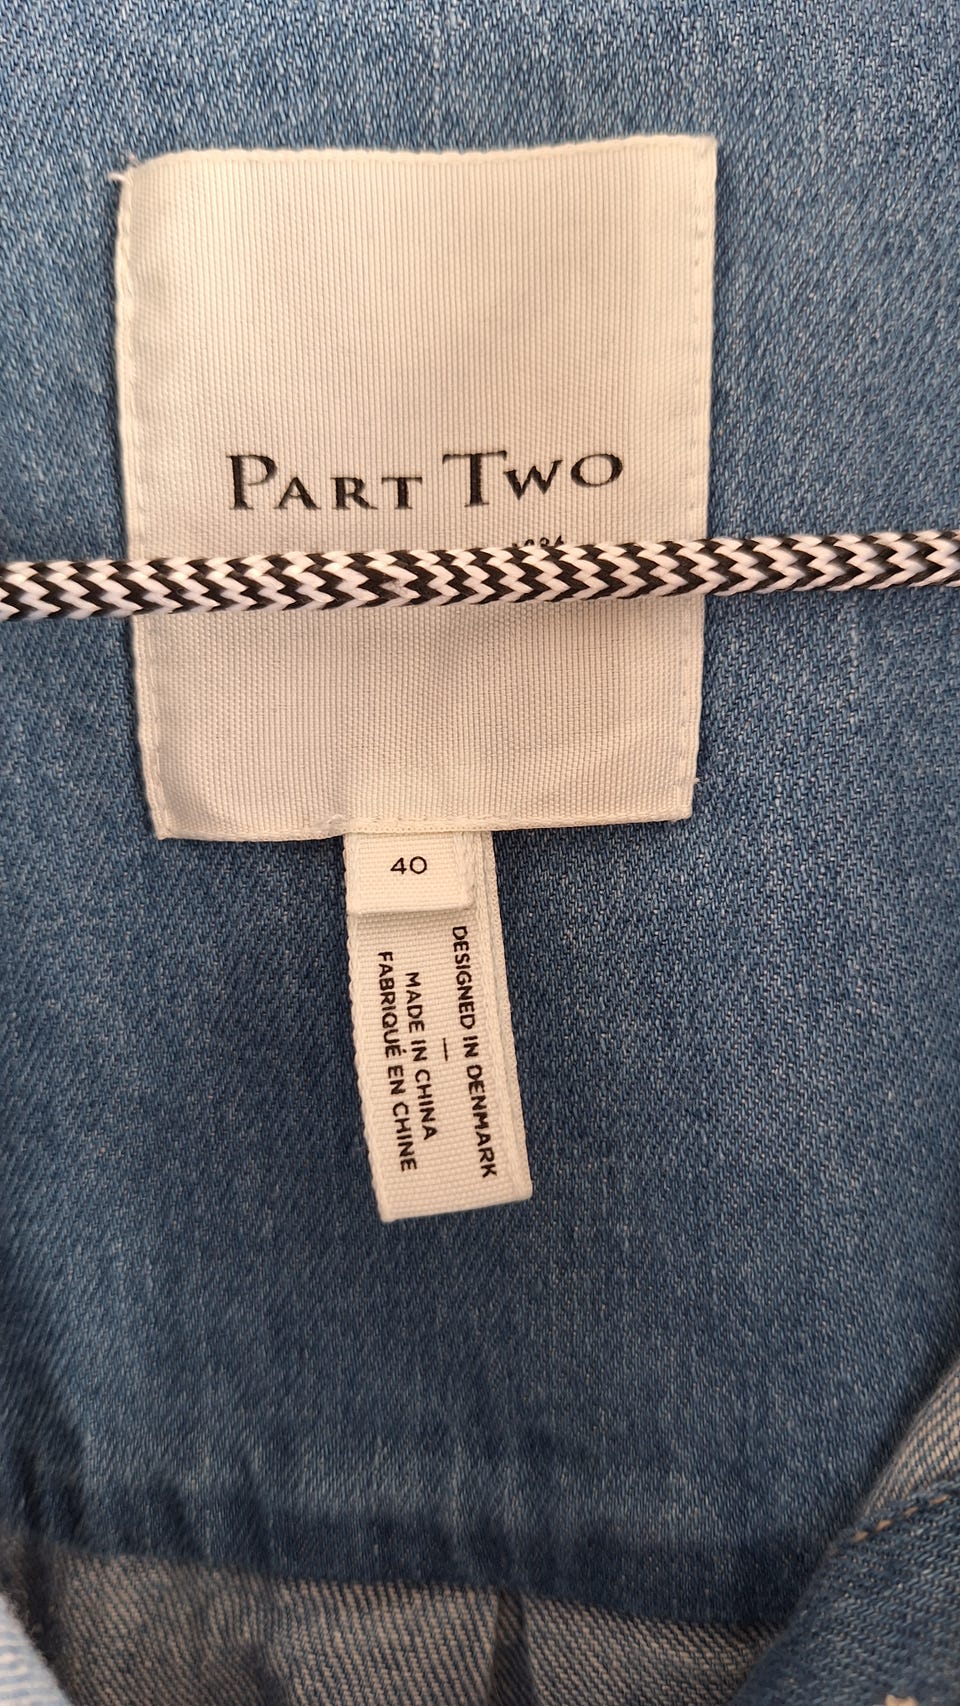 PART TWO
40
DESIGNED IN DENMARK
—
MADE IN CHINA
FABRIQUÉ EN CHINE